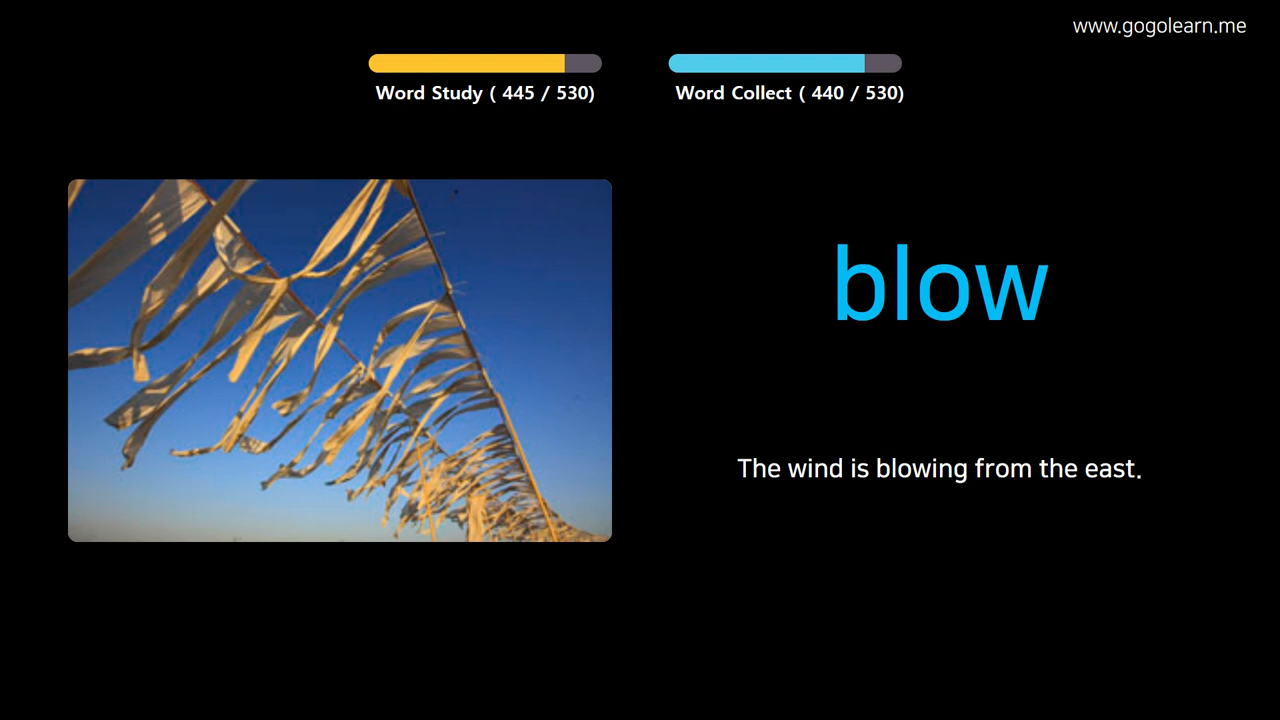 www.gogolearn.me
Word Study ( 445 / 530)
Word Collect ( 440 / 530)
blow
The wind is blowing from the east.